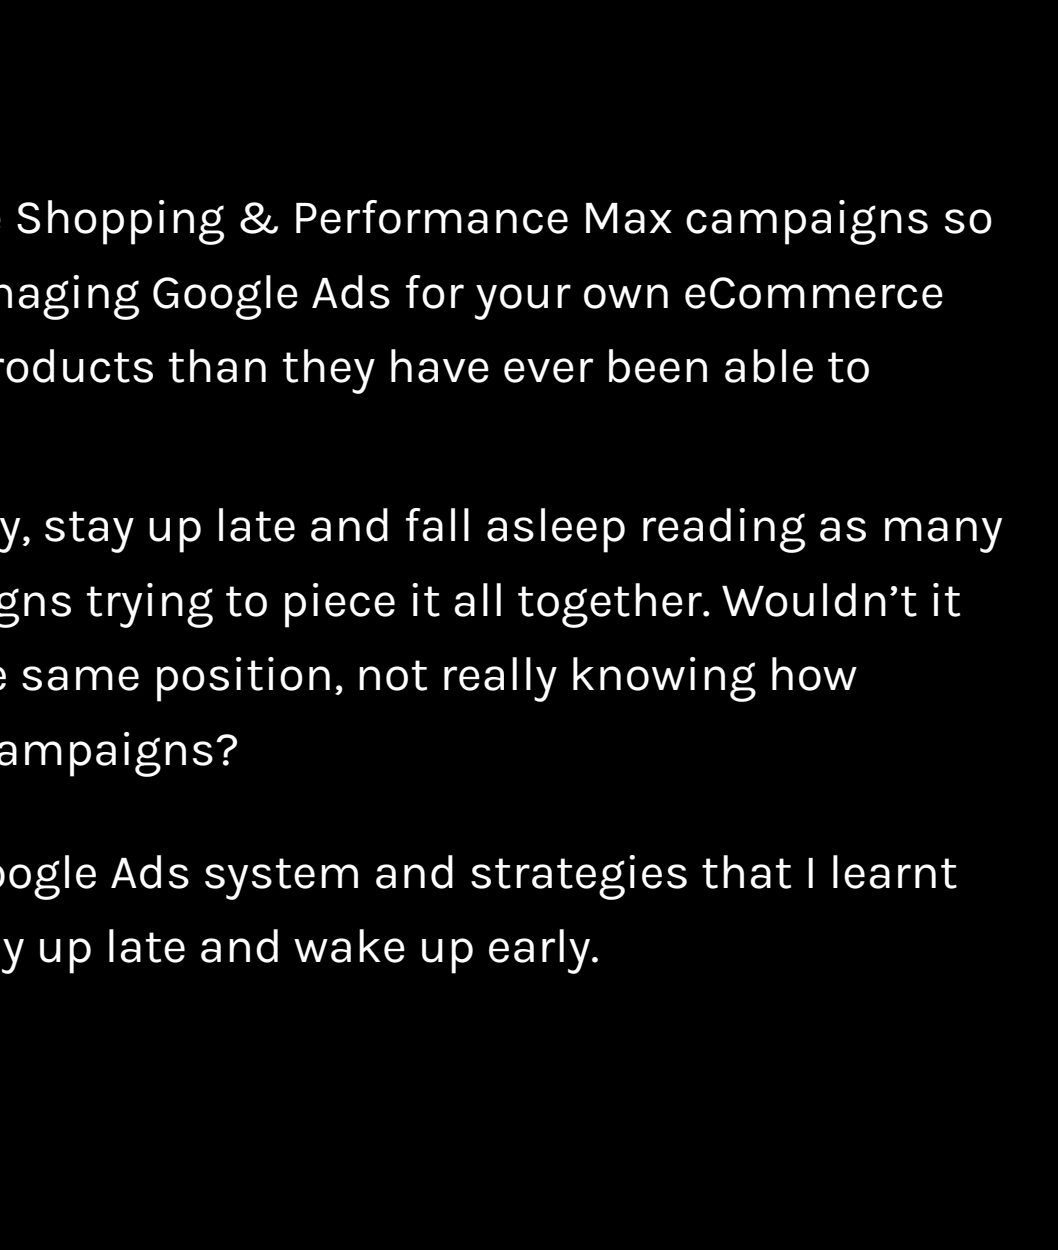 Shopping & Performance Max campaigns so
naging Google Ads for your own eCommerce
roducts than they have ever been able to
y, stay up late and fall asleep reading as many
gns trying to piece it all together. Wouldn’t it
e same position, not really knowing how
ampaigns?
oogle Ads system and strategies that I learnt
y up late and wake up early.